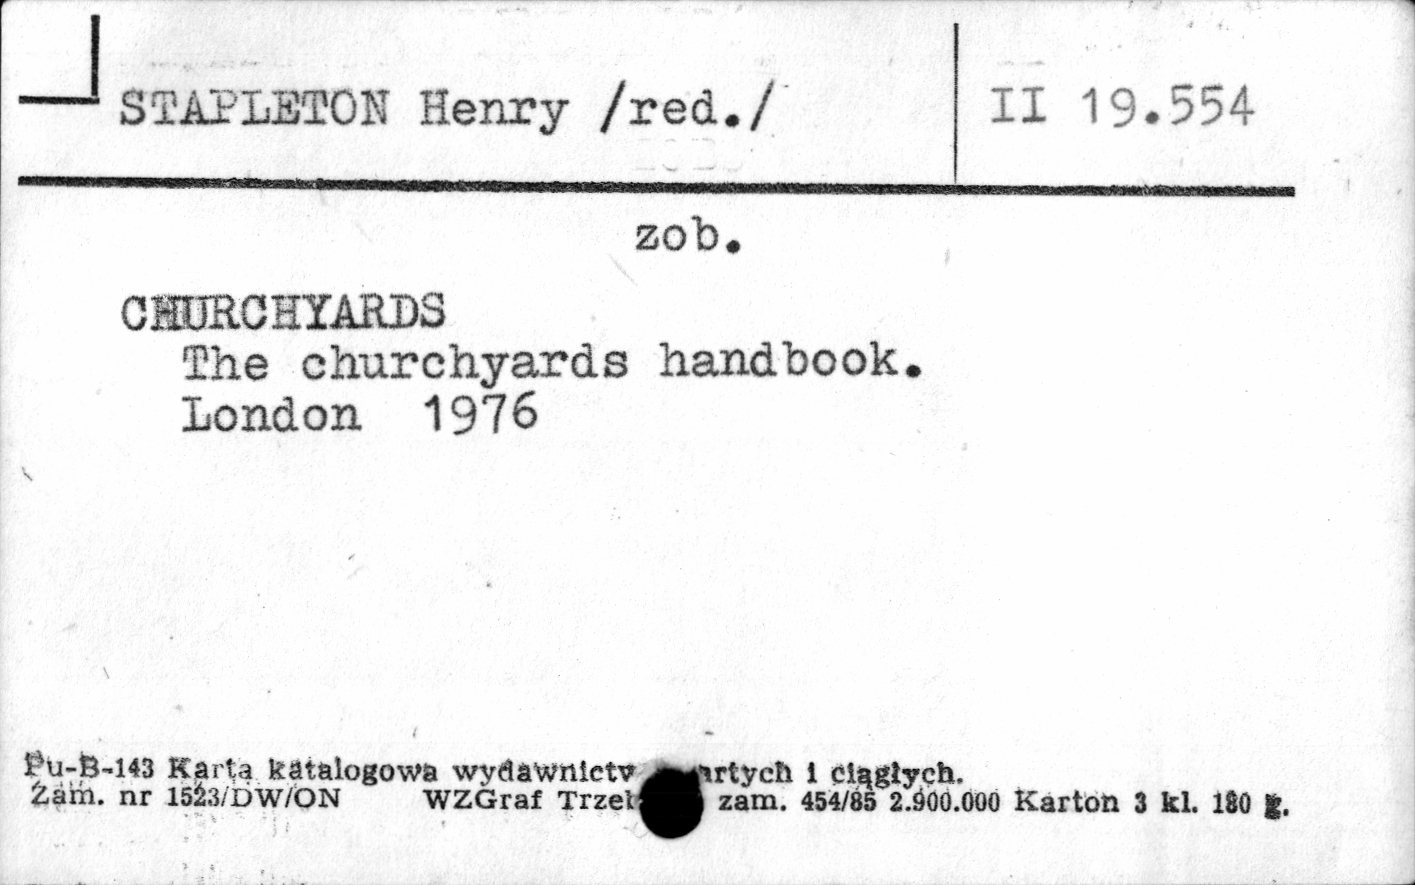 STAPLETON Henry /red./ II 19.554
zob.
CHURCHYARDS
The churchyards handbook.
London 1976
Pu-B-143 Karta katalogowa wydawnictw i ciągłych.
Zam. nr 1523/DW/ON WZGraf zam. 454/85 2.900.000 Karton 3 kl. 180 g.